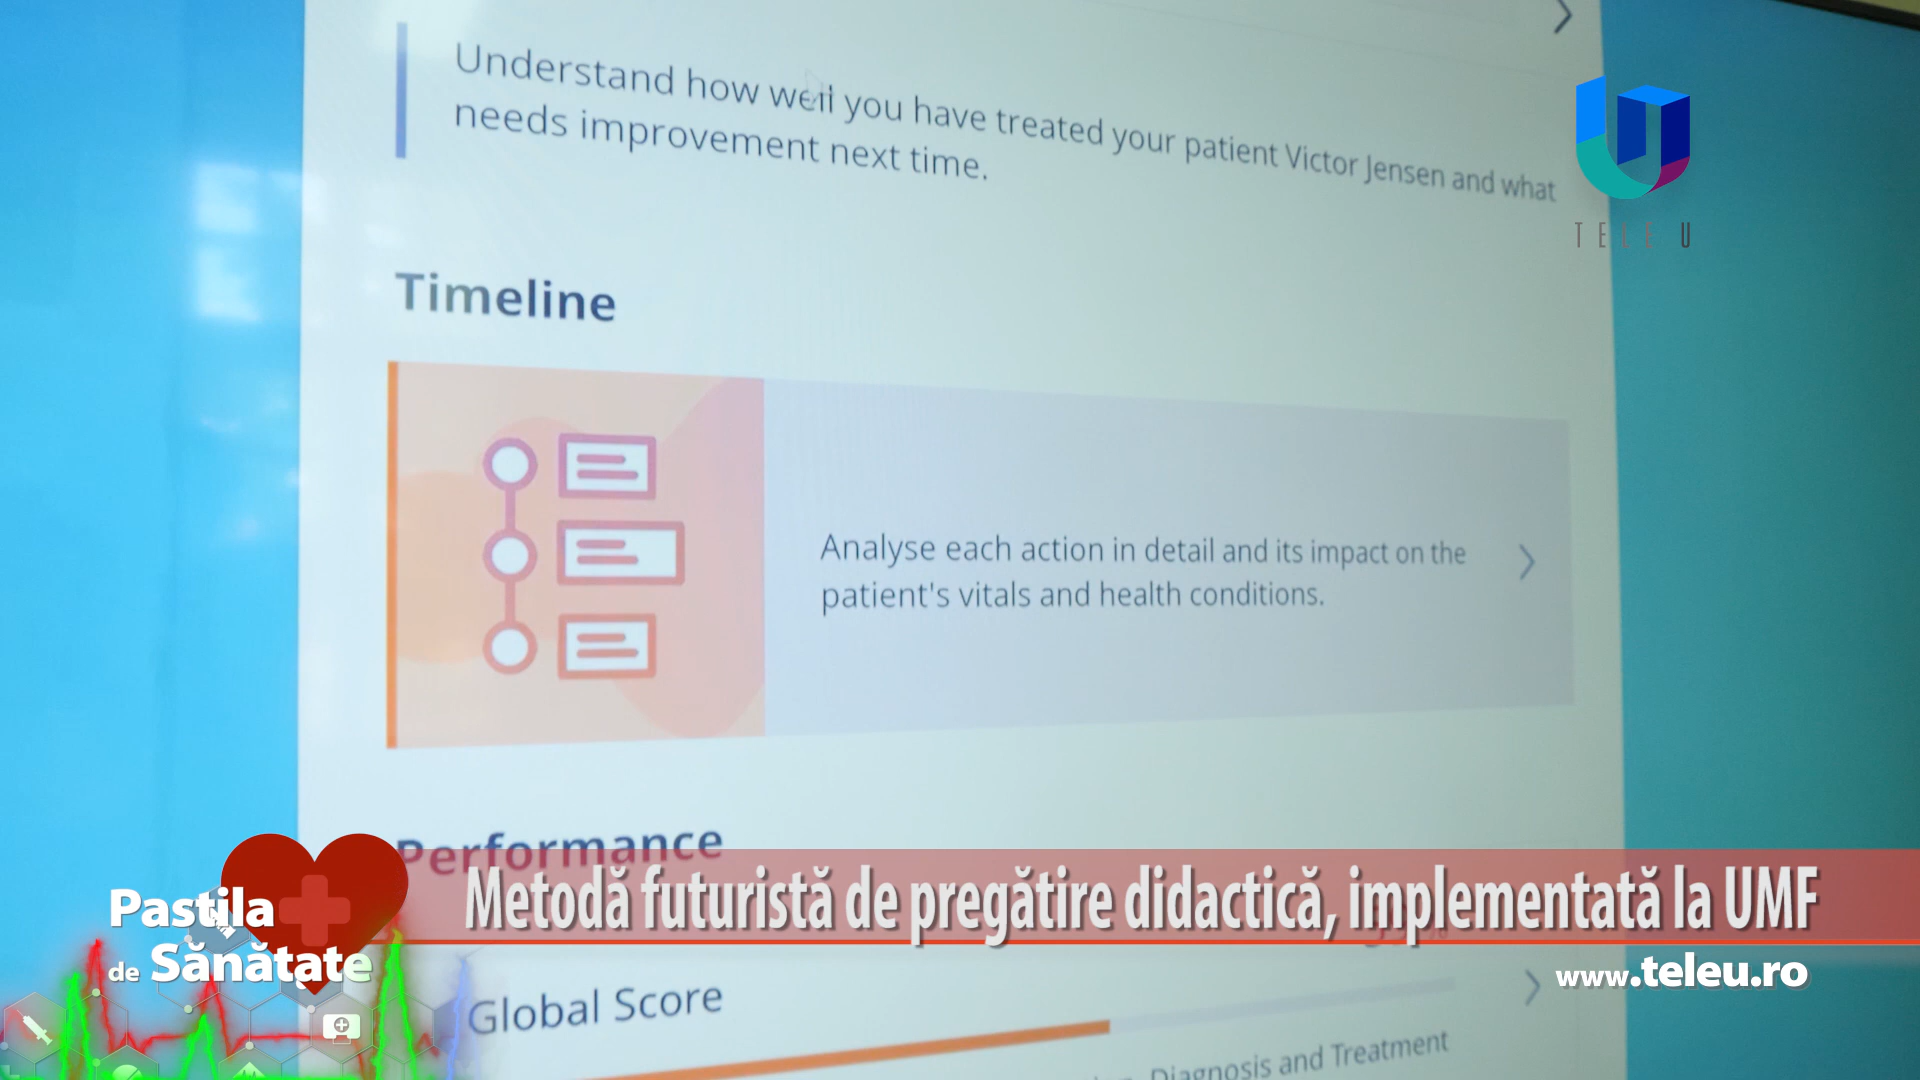 Understand how well you have treated your patient Victor Jensen and what
needs improvement next time.
TELE U
Timeline
Analyse each action in detail and its impact on the
patient's vitals and health conditions.
Performance
Metodă futuristă de pregătire didactică, implementată la UMF
Pastila
de Sănătate
www.teleu.ro
Global Score
Diagnosis and Treatment